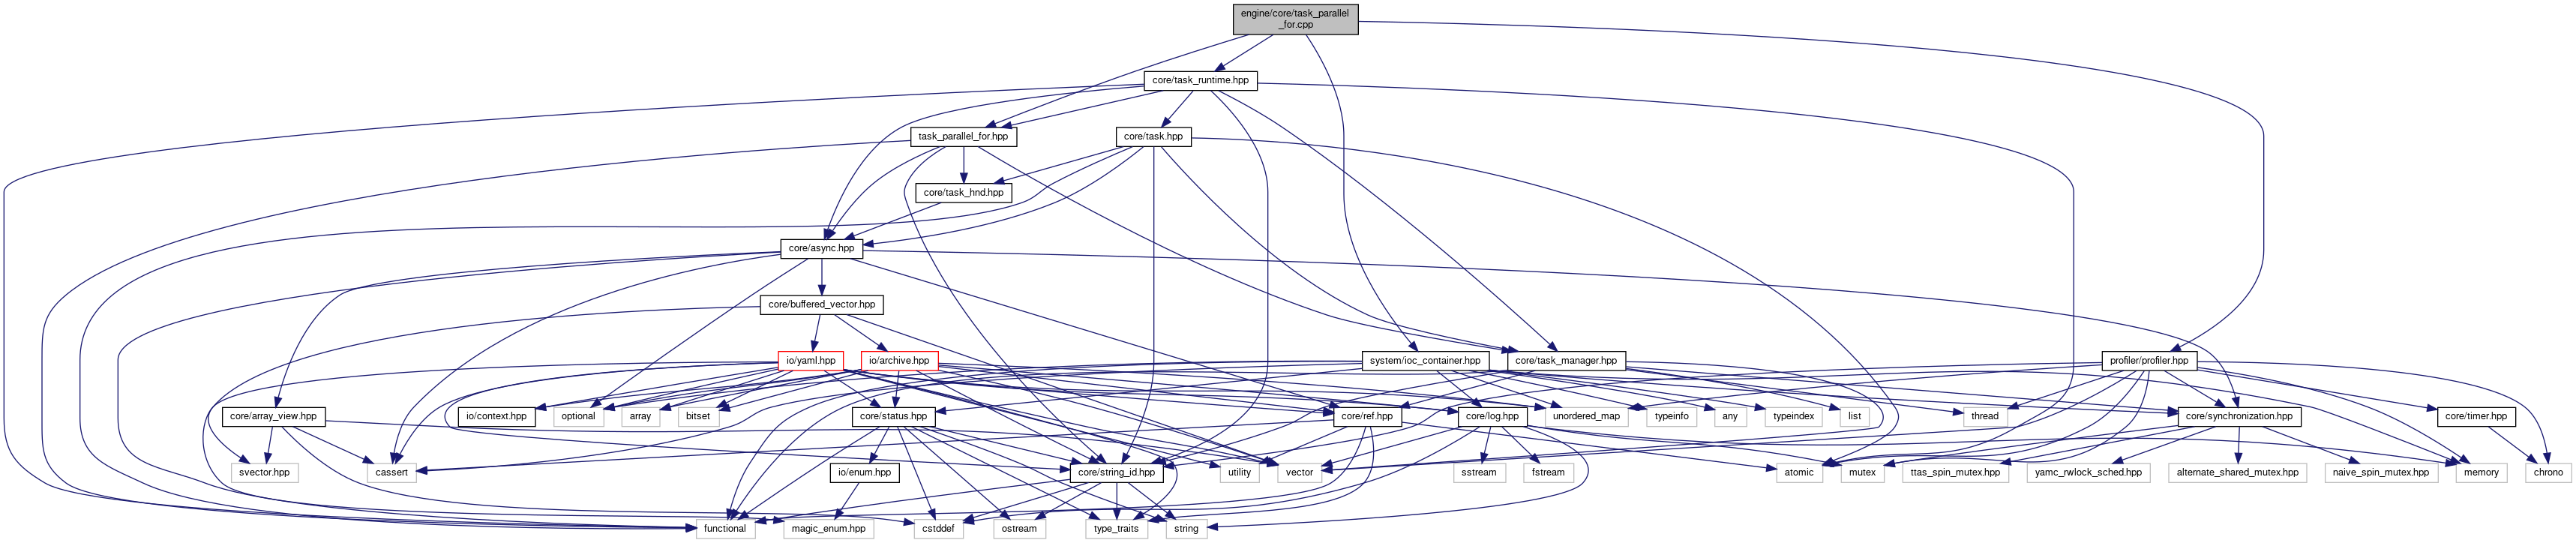 engine/core/task_parallel
_for.cpp
core/task_runtime.hpp
task_parallel_for.hpp
core/task.hpp
core/task_hnd.hpp
core/async.hpp
core/buffered_vector.hpp
io/yaml.hpp
io/archive.hpp
system/ioc_container.hpp
core/task_manager.hpp
profiler/profiler.hpp
core/array_view.hpp
io/context.hpp
optional
array
bitset
core/status.hpp
core/ref.hpp
core/log.hpp
unordered_map
typeinfo
any
typeindex
list
thread
core/synchronization.hpp
core/timer.hpp
svector.hpp
cassert
io/enum.hpp
core/string_id.hpp
utility
vector
sstream
fstream
atomic
mutex
ttas_spin_mutex.hpp
yamc_rwlock_sched.hpp
alternate_shared_mutex.hpp
naive_spin_mutex.hpp
memory
chrono
functional
magic_enum.hpp
cstddef
ostream
type_traits
string